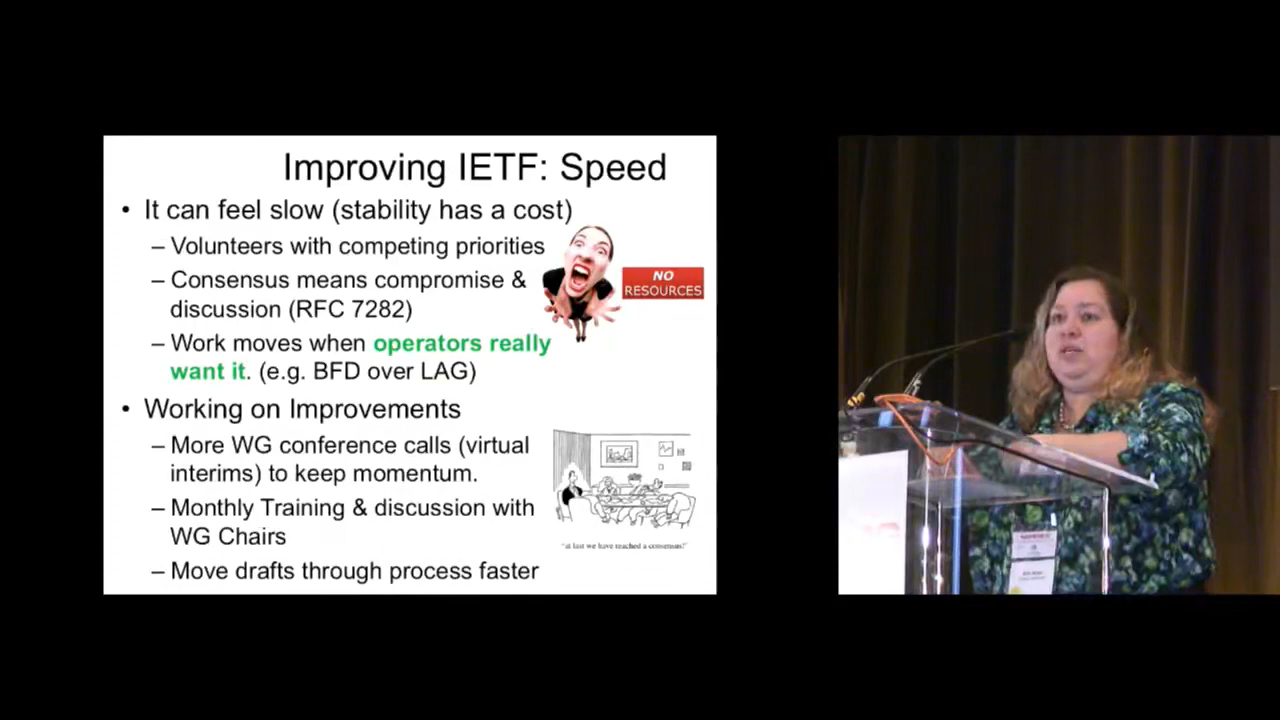 Improving IETF: Speed
• It can feel slow (stability has a cost)
– Volunteers with competing priorities
– Consensus means compromise &
discussion (RFC 7282)
– Work moves when operators really
want it. (e.g. BFD over LAG)
NO
RESOURCES
• Working on Improvements
– More WG conference calls (virtual
interims) to keep momentum.
– Monthly Training & discussion with
WG Chairs
– Move drafts through process faster
"at last we have reached a consensus!"